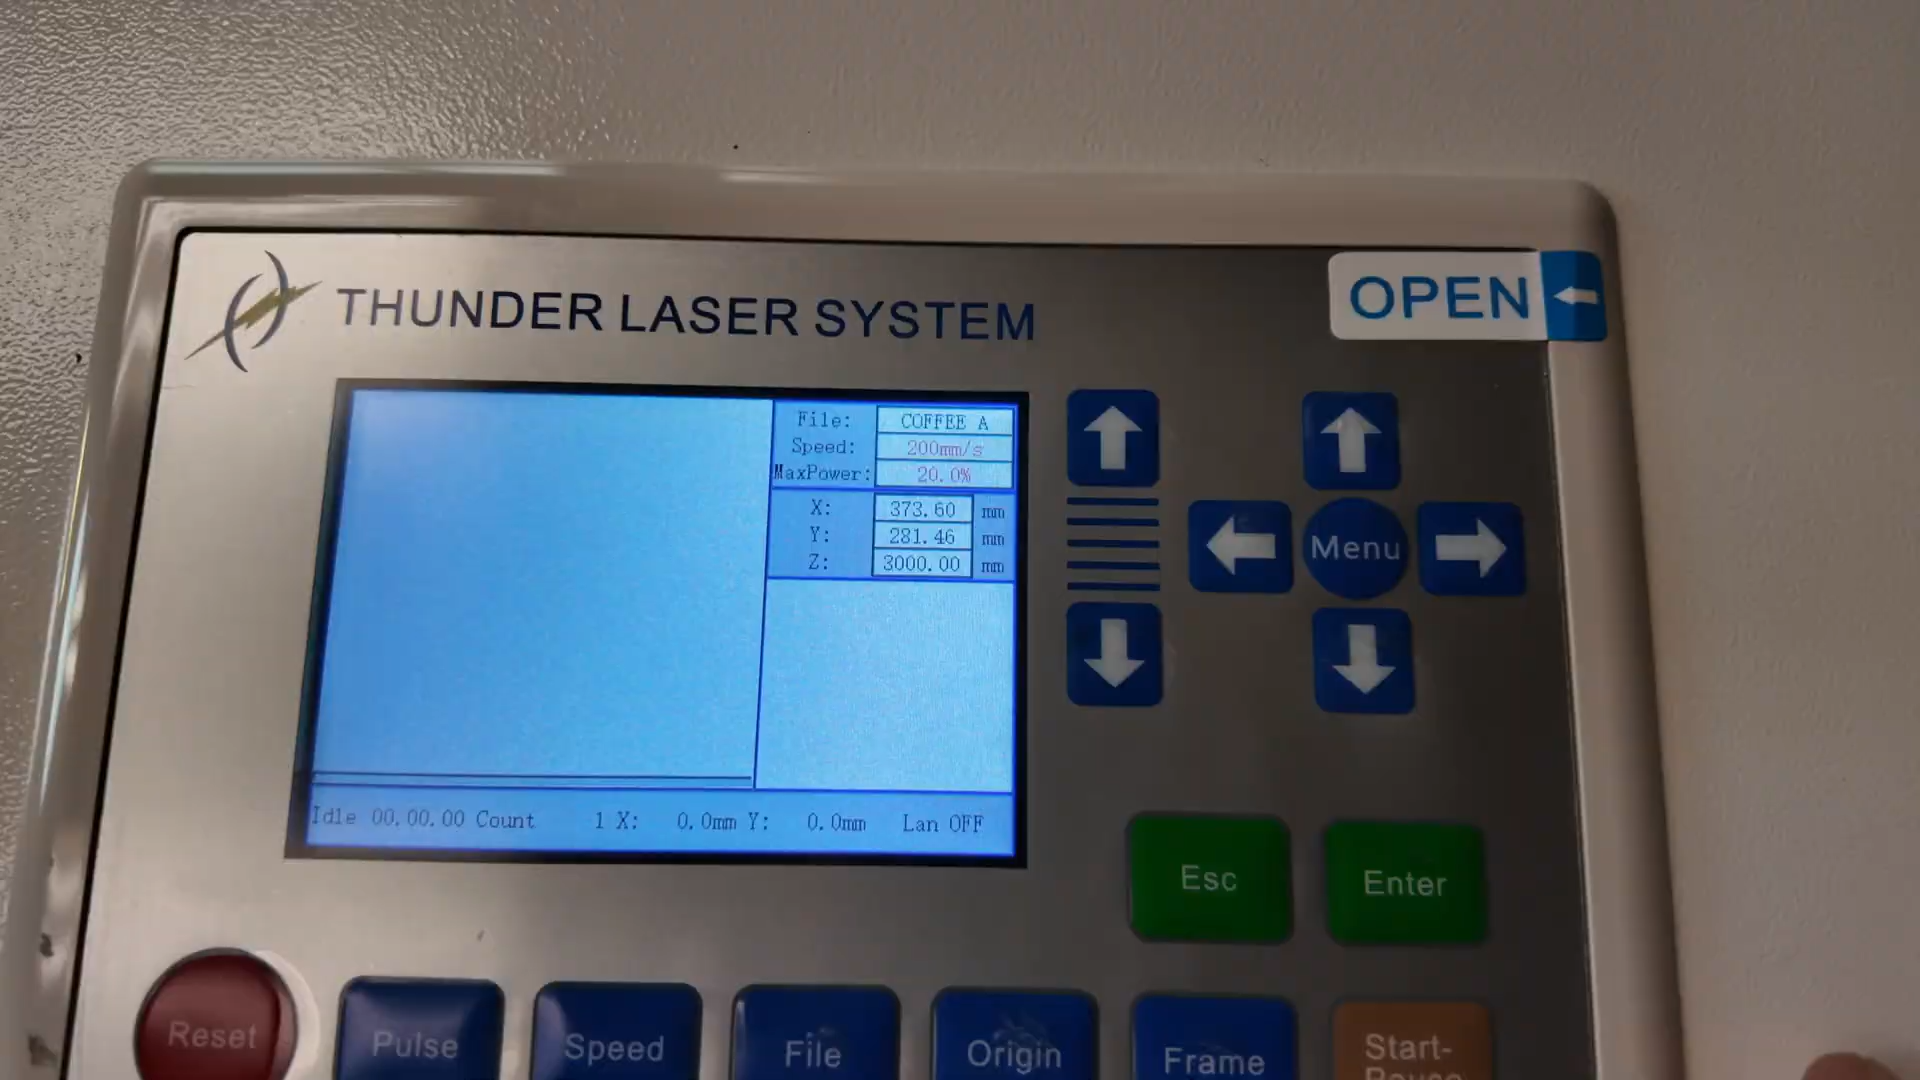 THUNDER LASER SYSTEM
OPEN
File: COFFEE A
Speed: 200mm/s
MaxPower: 20.0%
X: 373.60 mm
Y: 281.46 mm
Z: 3000.00 mm
Menu
Idle 00.00.00 Count 1 X: 0.0mm Y: 0.0mm Lan OFF
Esc
Enter
Reset
Pulse
Speed
File
Origin
Frame
Start-
Pause